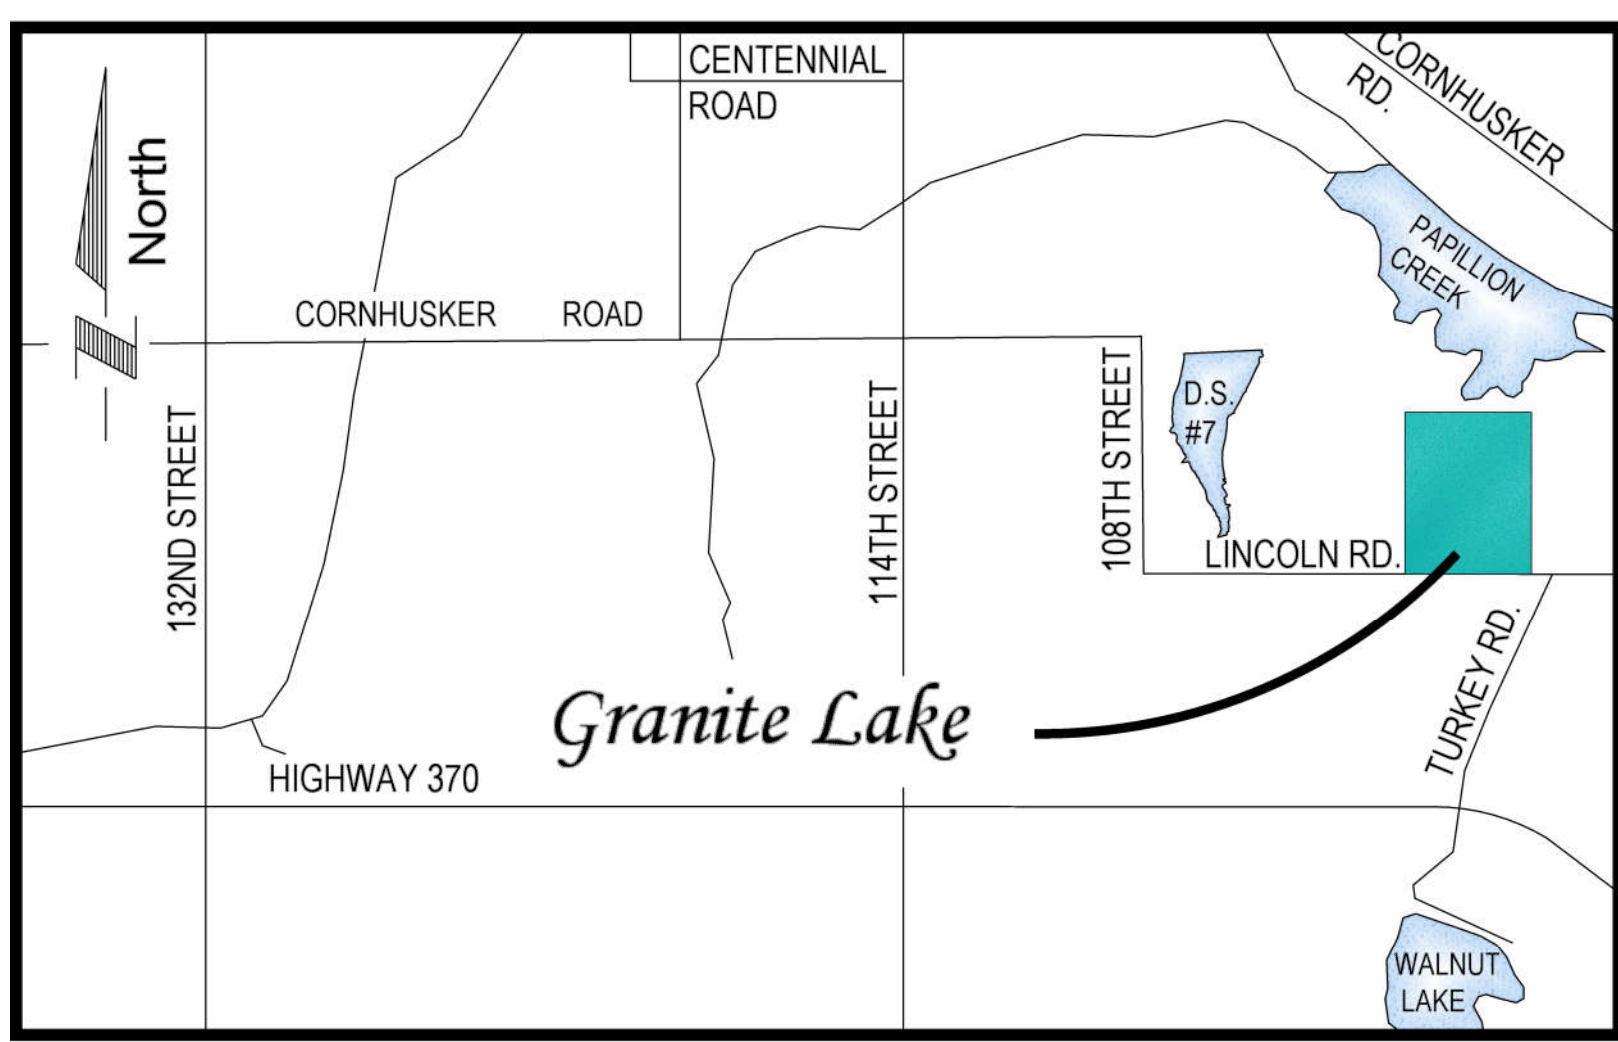 CENTENNIAL
ROAD
CORNHUSKER
RD.
North
PAPILLION
CREEK
CORNHUSKER ROAD
132ND STREET
114TH STREET
108TH STREET
D.S.
#7
LINCOLN RD.
TURKEY RD.
Granite Lake
HIGHWAY 370
WALNUT
LAKE